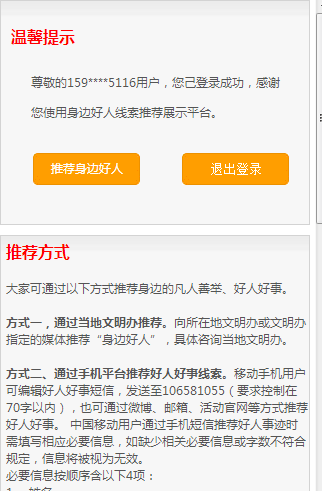 温馨提示
尊敬的159****5116用户，您已登录成功，感谢
您使用身边好人线索推荐展示平台。
推荐身边好人 退出登录
推荐方式
大家可通过以下方式推荐身边的凡人善举、好人好事。
方式一，通过当地文明办推荐。向所在地文明办或文明办
指定的媒体推荐“身边好人”，具体咨询当地文明办。
方式二、通过手机平台推荐好人好事线索。移动手机用户
可编辑好人好事短信，发送至106581055（要求控制在
70字以内），也可通过微博、邮箱、活动官网等方式推荐
好人好事。 中国移动用户通过手机短信推荐好人事迹时
需填写相应必要信息，如缺少相关必要信息或字数不符合
规定，信息将被视为无效。
必要信息按顺序含以下4项：